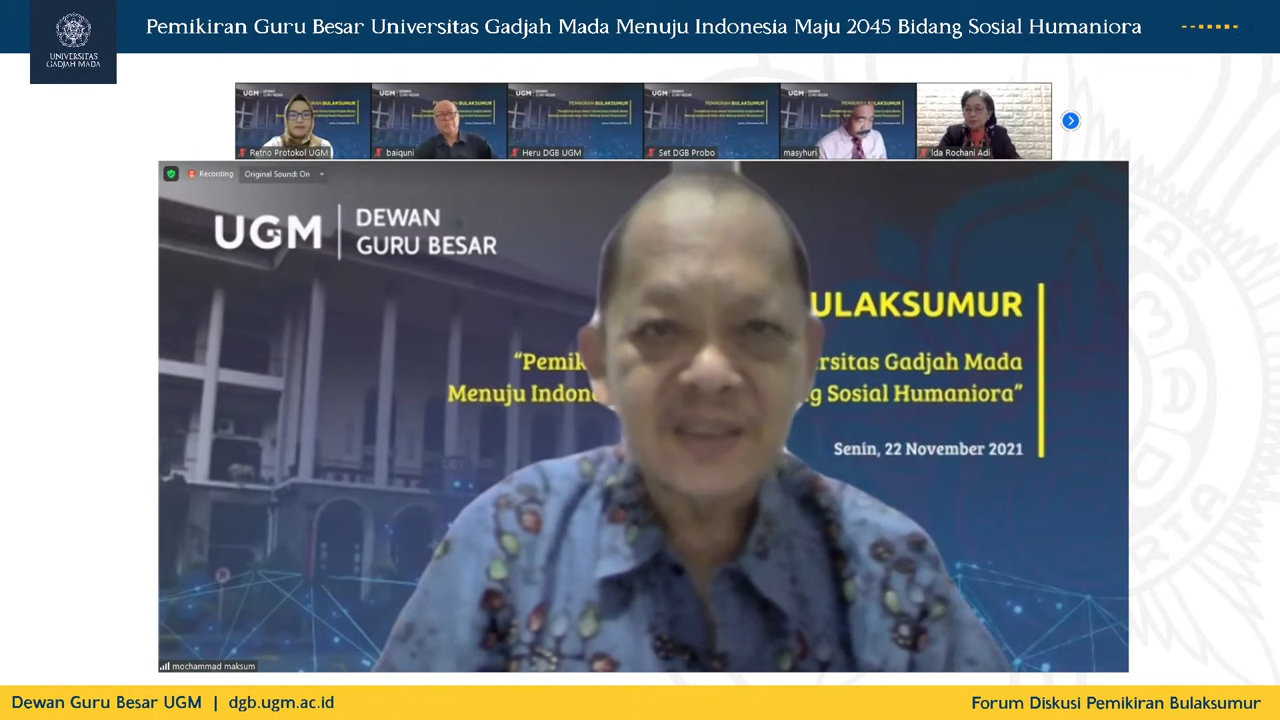 Pemikiran Guru Besar Universitas Gadjah Mada Menuju Indonesia Maju 2045 Bidang Sosial Humaniora
UNIVERSITAS
GADJAH MADA
Retno Protokol UGM
baiquni
Heru DGB UGM
Set DGB Probo
masyhuri
Ida Rochani Adi
Recording
Original Sound: On
UGM
DEWAN
GURU BESAR
ULAKSUMUR
“Pemik rsitas Gadjah Mada
Menuju Indon g Sosial Humaniora”
Senin, 22 November 2021
mochammad maksum
Dewan Guru Besar UGM | dgb.ugm.ac.id
Forum Diskusi Pemikiran Bulaksumur